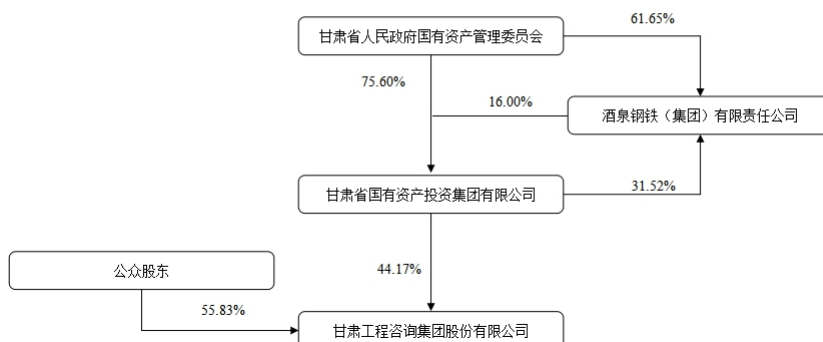 甘肃省人民政府国有资产管理委员会
61.65%
75.60%
16.00%
酒泉钢铁（集团）有限责任公司
甘肃省国有资产投资集团有限公司
31.52%
公众股东
44.17%
55.83%
甘肃工程咨询集团股份有限公司